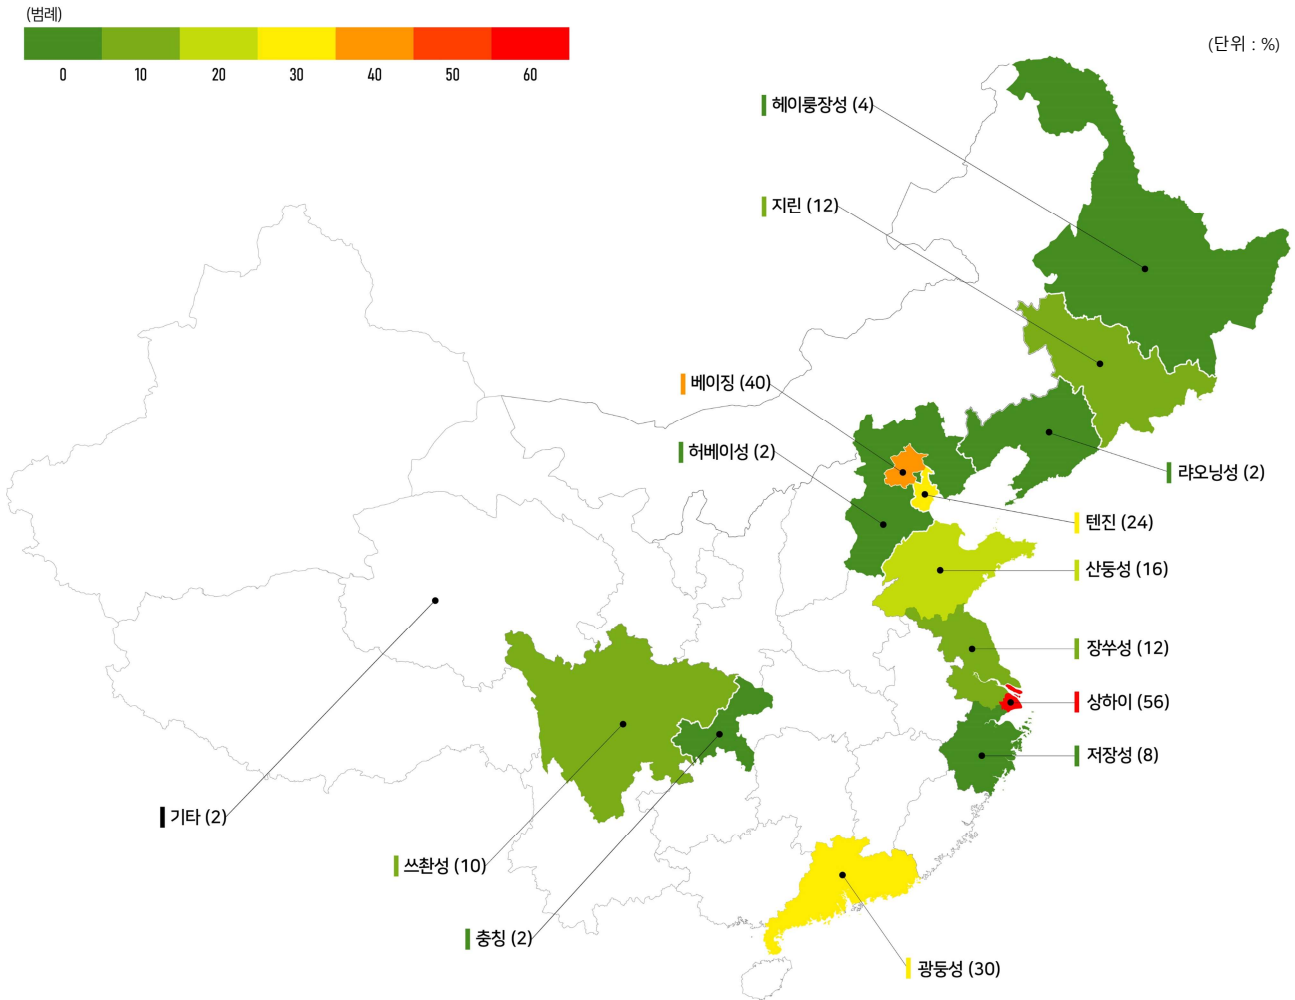 (범례)
0 10 20 30 40 50 60
(단위 : %)
헤이룽장성 (4)
지린 (12)
베이징 (40)
허베이성 (2)
랴오닝성 (2)
텐진 (24)
산둥성 (16)
장쑤성 (12)
상하이 (56)
저장성 (8)
기타 (2)
쓰촨성 (10)
충칭 (2)
광둥성 (30)